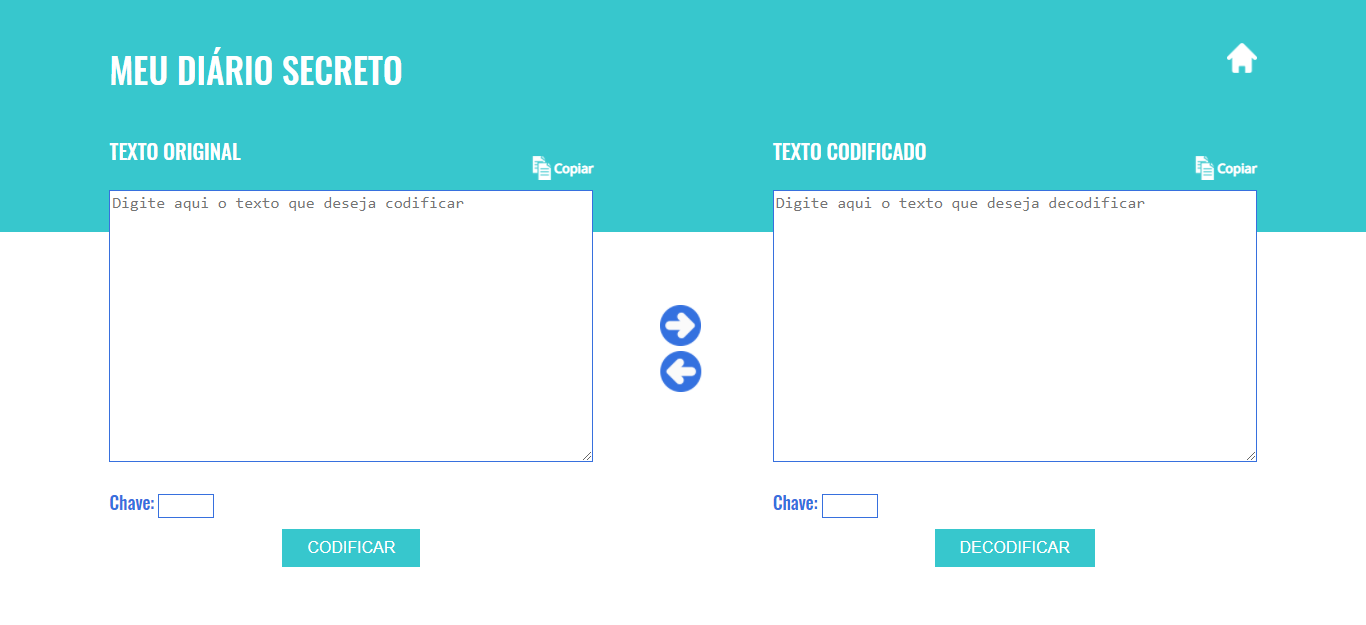 MEU DIÁRIO SECRETO
TEXTO ORIGINAL
Copiar
Digite aqui o texto que deseja codificar
Chave:
CODIFICAR
TEXTO CODIFICADO
Copiar
Digite aqui o texto que deseja decodificar
Chave:
DECODIFICAR